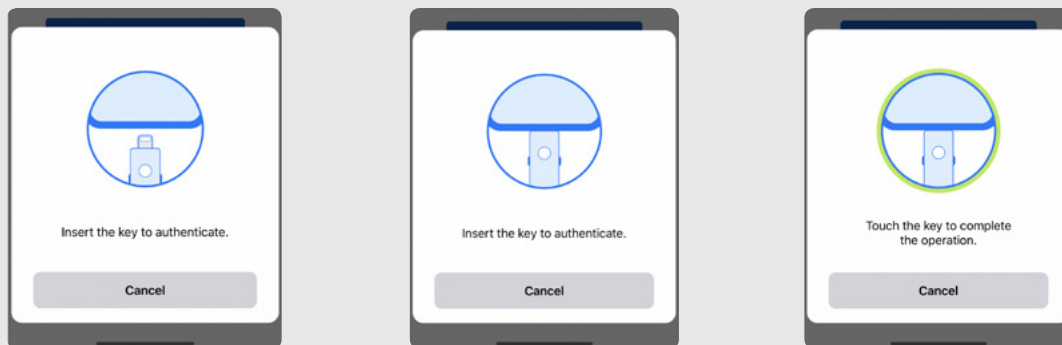 Insert the key to authenticate.
Cancel
Insert the key to authenticate.
Cancel
Touch the key to complete
the operation.
Cancel